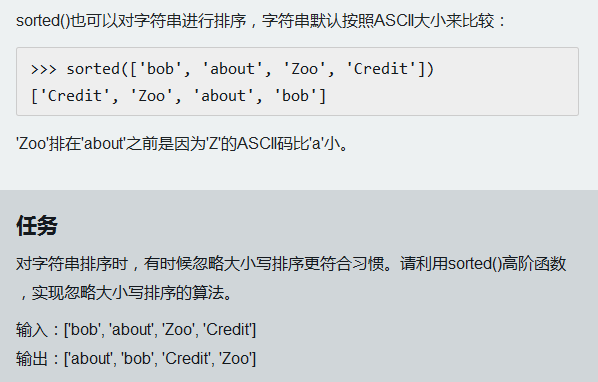 sorted()也可以对字符串进行排序，字符串默认按照ASCII大小来比较：
>>> sorted(['bob', 'about', 'Zoo', 'Credit'])
['Credit', 'Zoo', 'about', 'bob']
'Zoo'排在'about'之前是因为'Z'的ASCII码比'a'小。
任务
对字符串排序时，有时候忽略大小写排序更符合习惯。请利用sorted()高阶函数
，实现忽略大小写排序的算法。
输入：['bob', 'about', 'Zoo', 'Credit']
输出：['about', 'bob', 'Credit', 'Zoo']